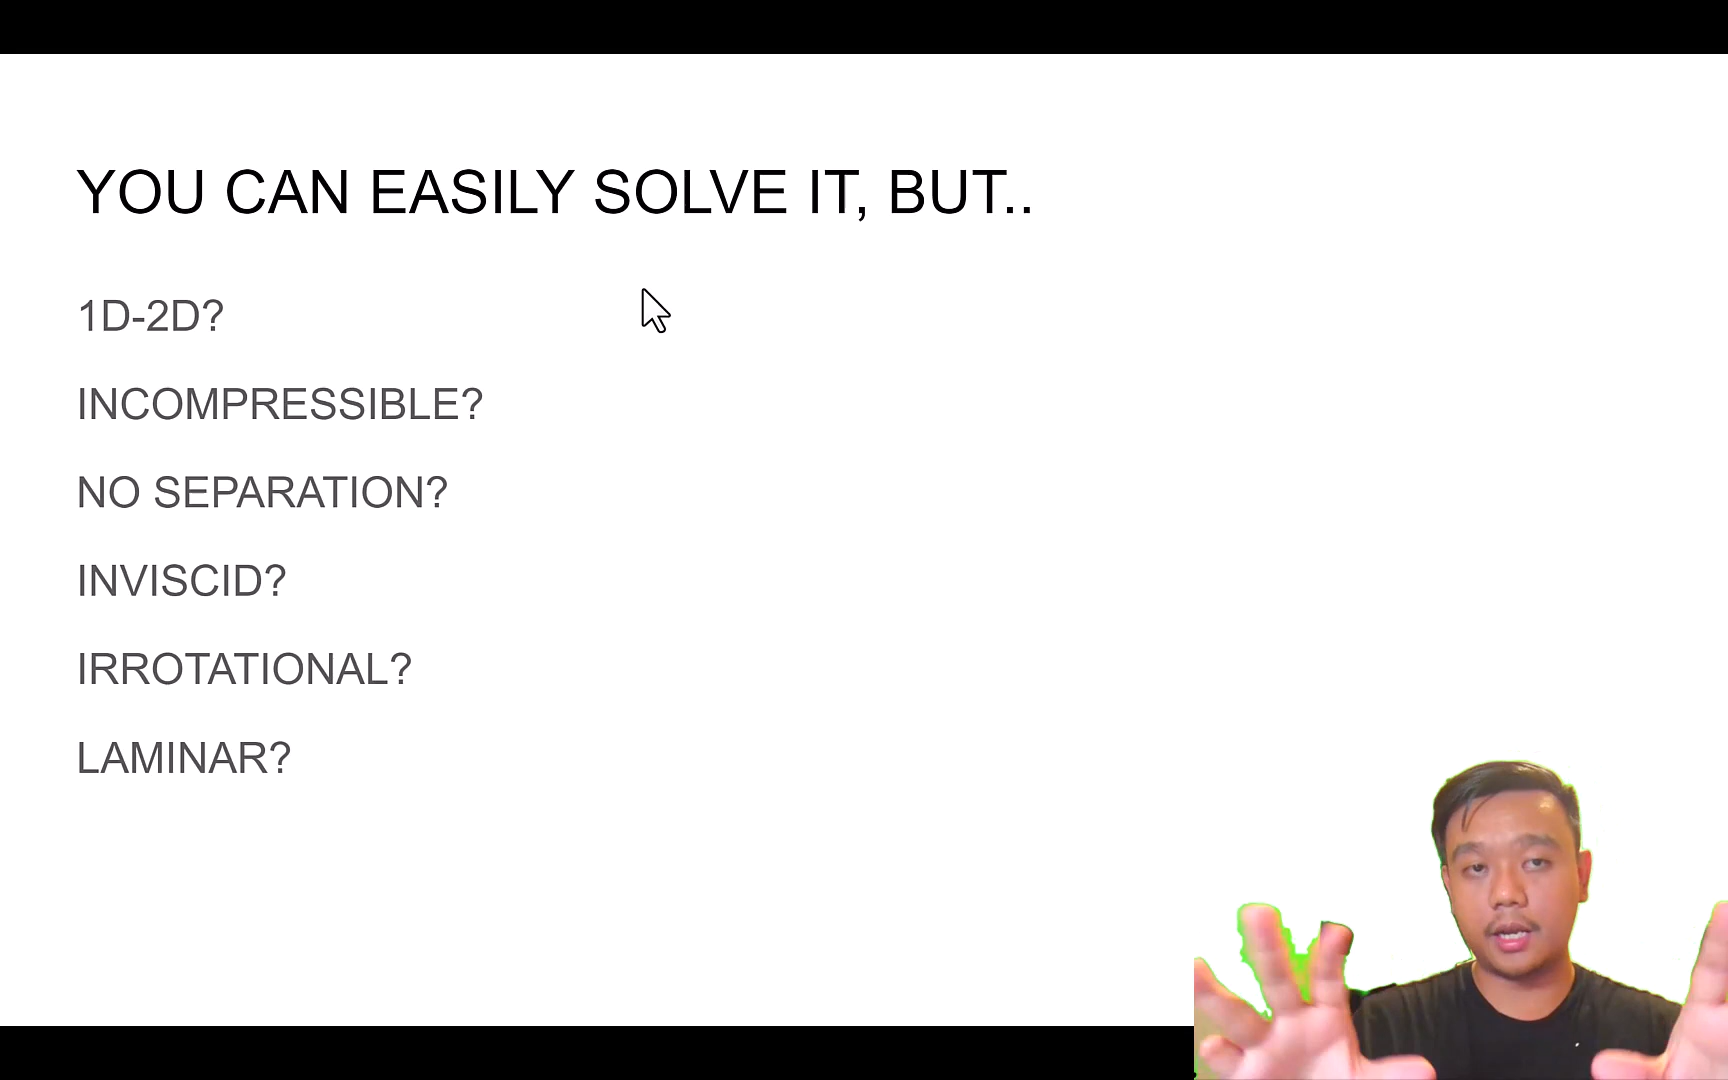 YOU CAN EASILY SOLVE IT, BUT..
1D-2D?
INCOMPRESSIBLE?
NO SEPARATION?
INVISCID?
IRROTATIONAL?
LAMINAR?